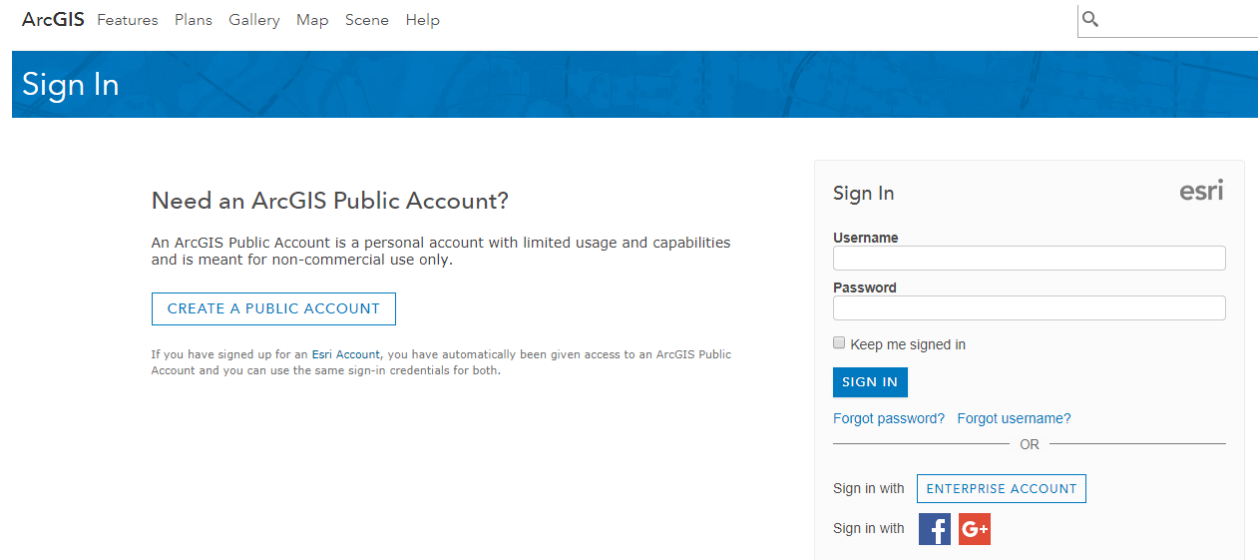 ArcGIS Features Plans Gallery Map Scene Help
Sign In
Need an ArcGIS Public Account?
An ArcGIS Public Account is a personal account with limited usage and capabilities
and is meant for non-commercial use only.
CREATE A PUBLIC ACCOUNT
If you have signed up for an Esri Account, you have automatically been given access to an ArcGIS Public
Account and you can use the same sign-in credentials for both.
Sign In esri
Username
Password
Keep me signed in
SIGN IN
Forgot password? Forgot username?
OR
Sign in with ENTERPRISE ACCOUNT
Sign in with f G+